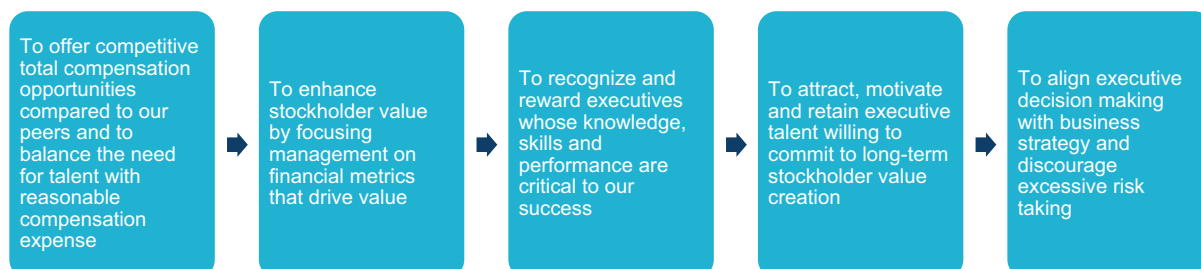 To offer competitive
total compensation
opportunities
compared to our
peers and to
balance the need
for talent with
reasonable
compensation
expense
To enhance
stockholder value
by focusing
management on
financial metrics
that drive value
To recognize and
reward executives
whose knowledge,
skills and
performance are
critical to our
success
To attract, motivate
and retain executive
talent willing to
commit to long-term
stockholder value
creation
To align executive
decision making
with business
strategy and
discourage
excessive risk
taking